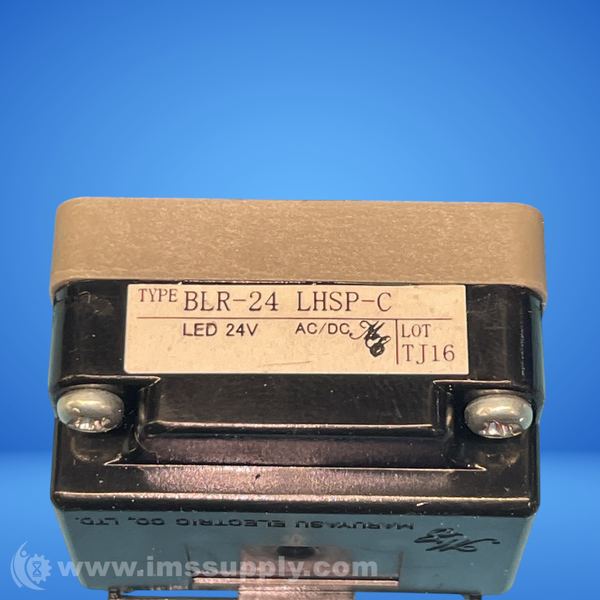 TYPE BLR-24 LHSP-C
LED 24V AC/DC
LOT
TJ16
MARUYASU ELECTRIC CO., LTD.
www.imssupply.com